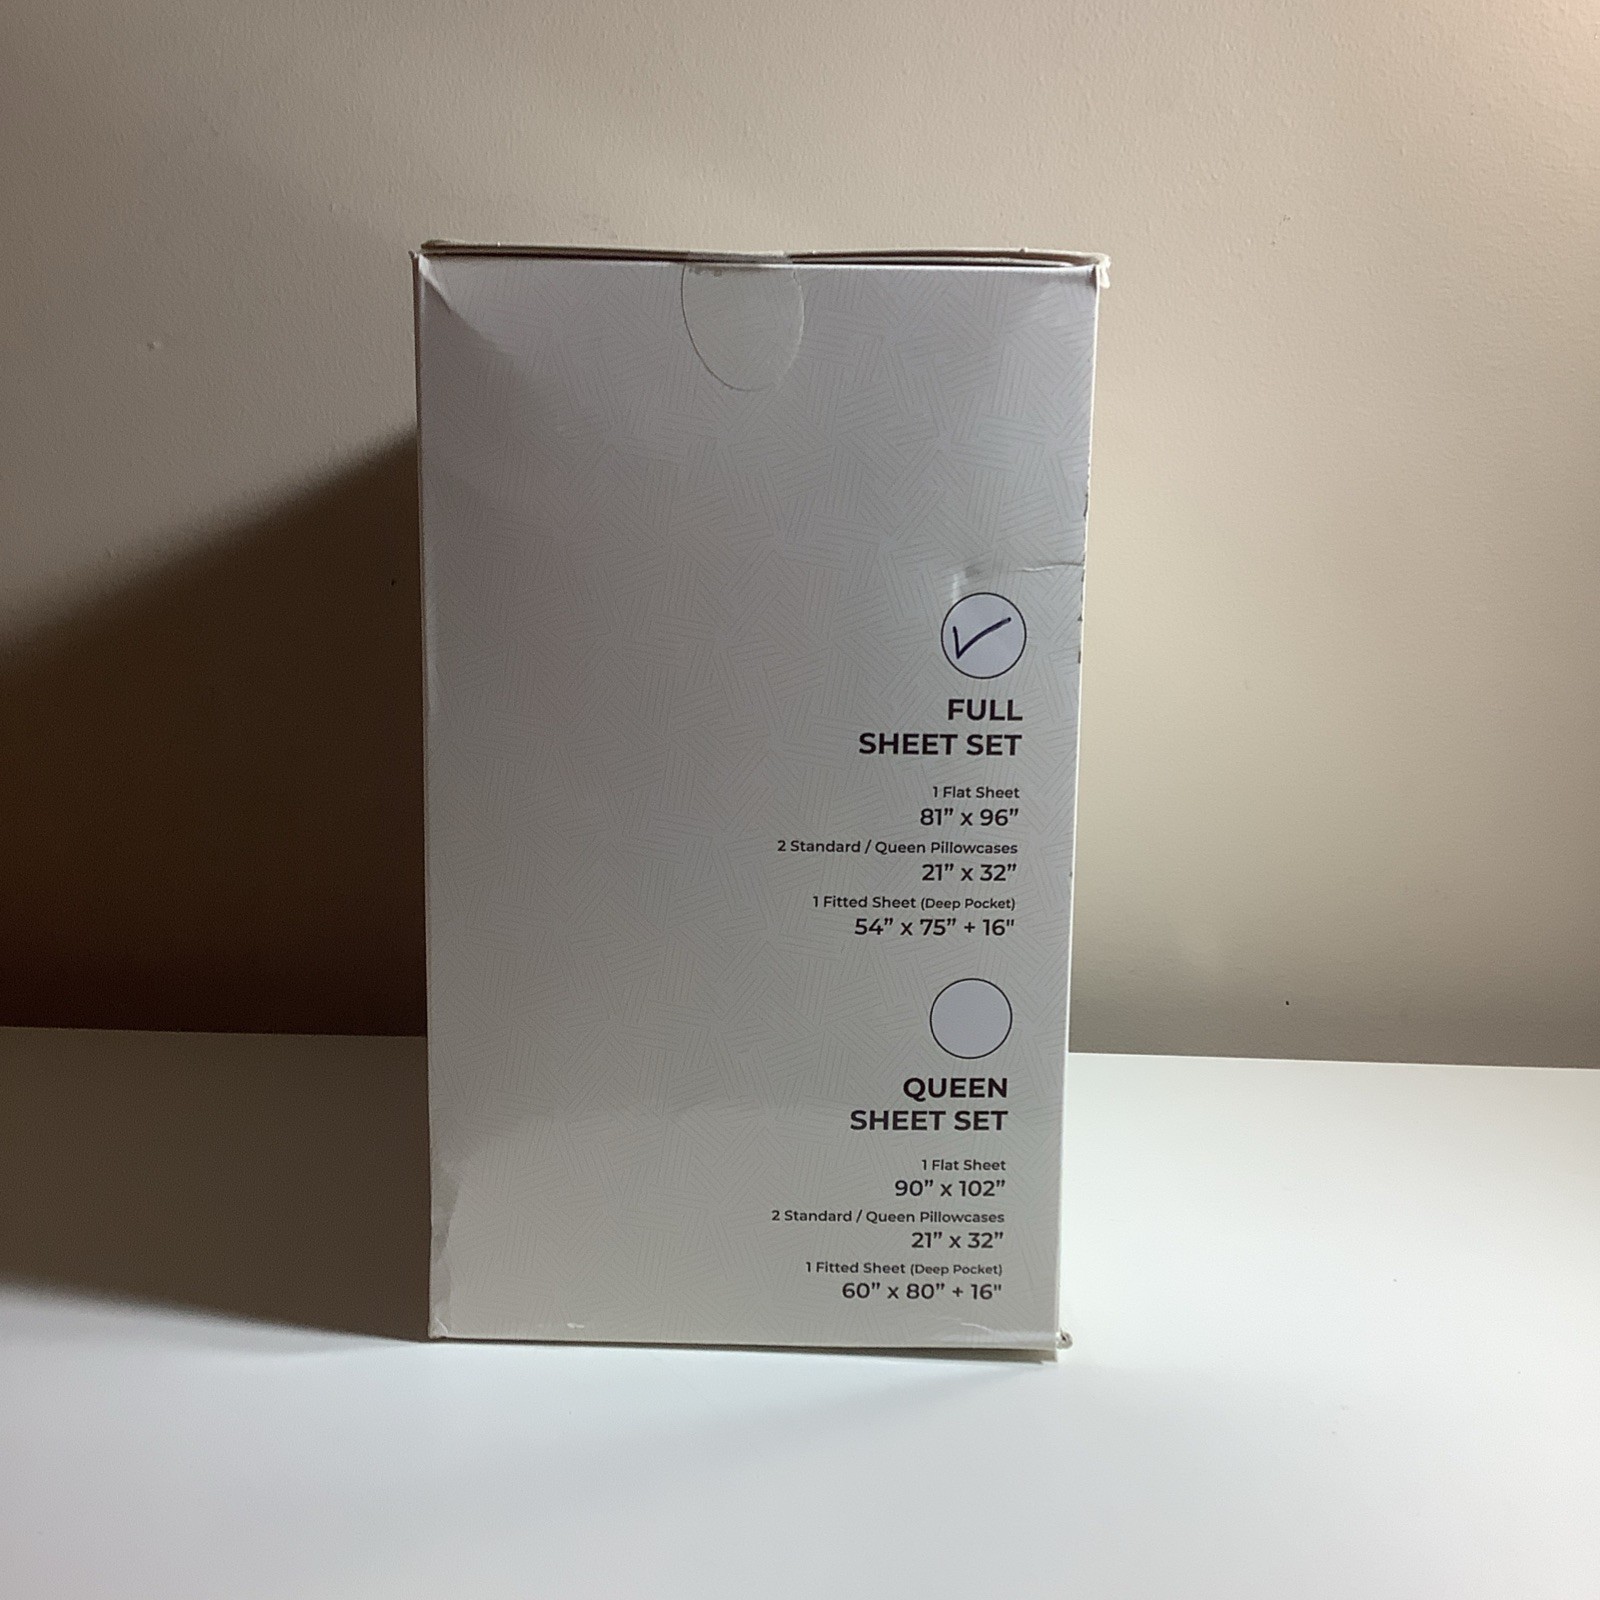 FULL
SHEET SET
1 Flat Sheet
81” x 96”
2 Standard / Queen Pillowcases
21” x 32”
1 Fitted Sheet (Deep Pocket)
54” x 75” + 16"
QUEEN
SHEET SET
1 Flat Sheet
90” x 102”
2 Standard / Queen Pillowcases
21” x 32”
1 Fitted Sheet (Deep Pocket)
60” x 80” + 16"